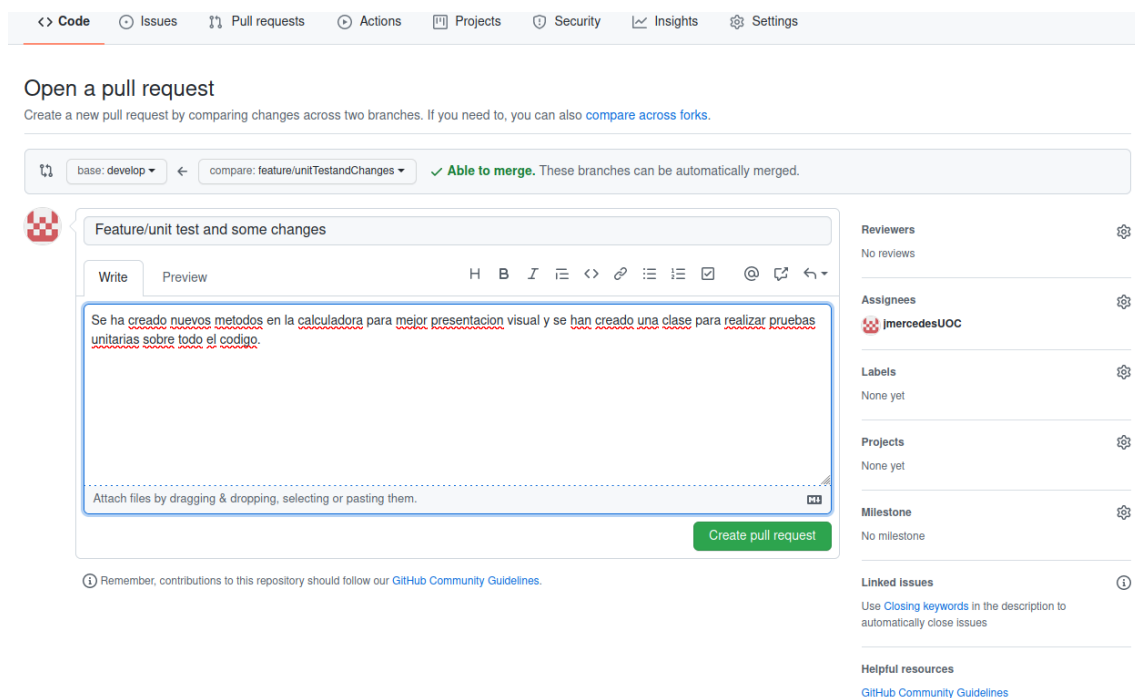 Code Issues Pull requests Actions Projects Security Insights Settings
Open a pull request
Create a new pull request by comparing changes across two branches. If you need to, you can also compare across forks.
base: develop compare: feature/unitTestandChanges Able to merge. These branches can be automatically merged.
Feature/unit test and some changes
Write Preview
Se ha creado nuevos metodos en la calculadora para mejor presentacion visual y se han creado una clase para realizar pruebas
unitarias sobre todo el codigo.
Attach files by dragging & dropping, selecting or pasting them.
Create pull request
Remember, contributions to this repository should follow our GitHub Community Guidelines.
Reviewers
No reviews
Assignees
jmercedesUOC
Labels
None yet
Projects
None yet
Milestone
No milestone
Linked issues
Use Closing keywords in the description to
automatically close issues
Helpful resources
GitHub Community Guidelines